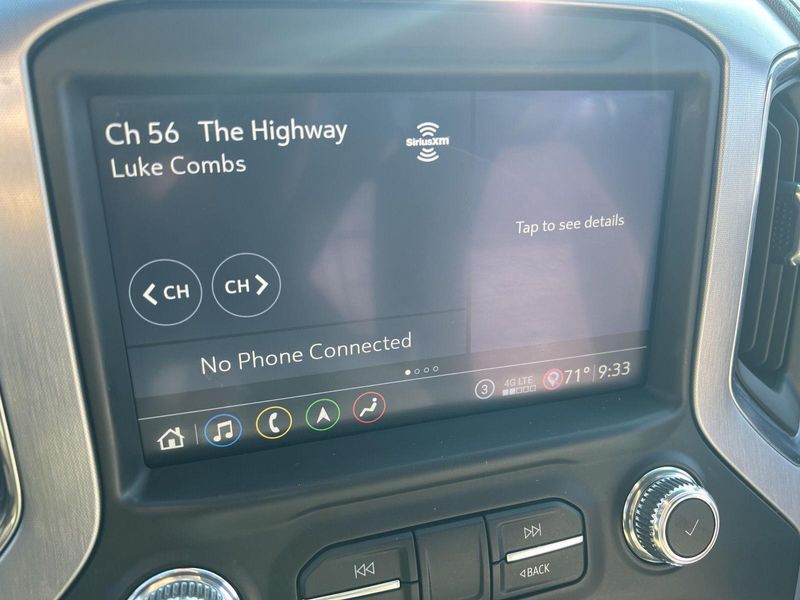 Ch 56 The Highway
Luke Combs
SiriusXM
Tap to see details
CH CH
No Phone Connected
3 4G LTE 71° 9:33
BACK